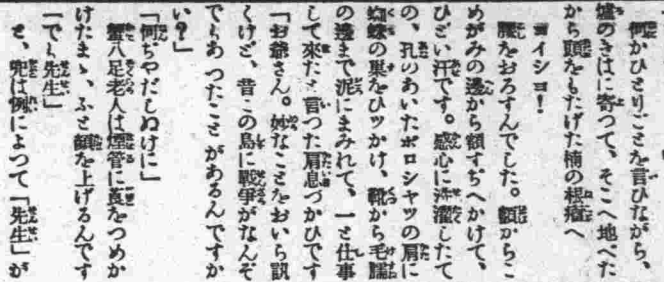 何かひとりごとを言ひながら、
爐のきはに寄つて、そこへ地べた
から頭をもたげた楠の根瘤へ
ヨイシヨ!
腰をおろすんでした。額からこ
めがみの邊から頬すぢへかけて、
ひどい汗です。感心に洗濯したて
の、孔のあいたボロシャツの肩に
蜘蛛の巣をひツかけ、靴から毛臑
の邊まで泥にまみれて、一と仕事
して來たと言つた肩息づかひです
「お爺さん。妙なことをおいら訊
くけど、昔この島に戰爭がなんぞ
でもあつたことがあるんですか
い?」
「何ぢやだしぬけに」
蟹八足老人は煙管に莨をつめか
けたまゝ、ふと顔を上げるんです
「でも先生」
と、兜は例によつて「先生」が